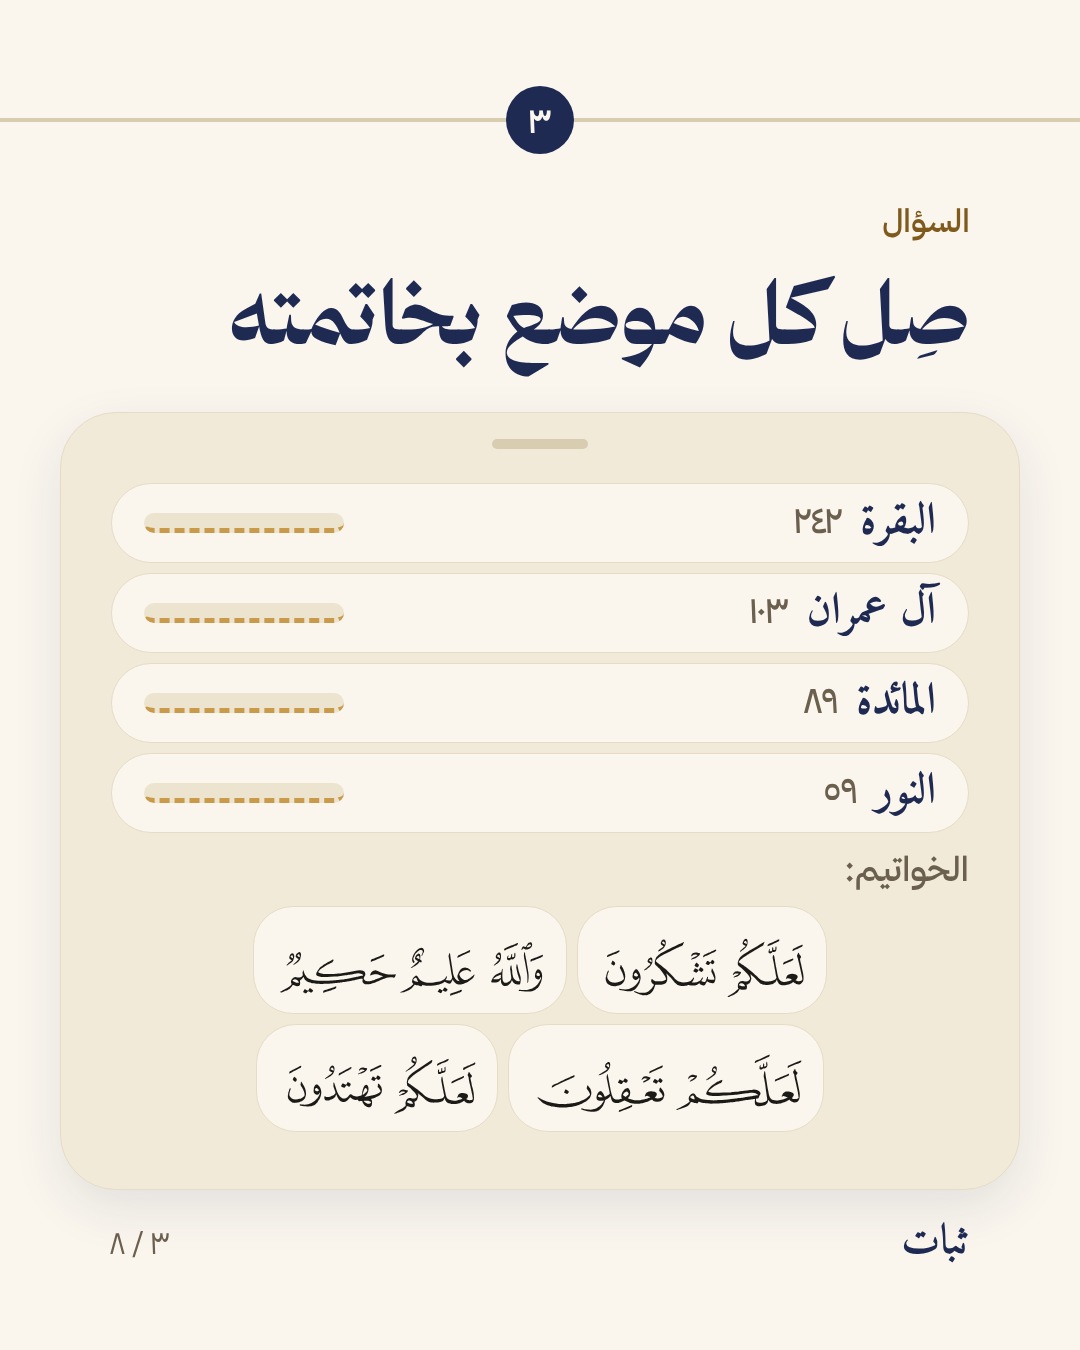 ٣
السؤال
صِل كل موضع بخاتمته
البقرة ٢٤٢
آل عمران ١٠٣
المائدة ٨٩
النور ٥٩
الخواتيم:
لَعَلَّكُمْ تَشْكُرُونَ وَٱللَّهُ عَلِيمٌ حَكِيمٌ
لَعَلَّكُمْ تَعْقِلُونَ لَعَلَّكُمْ تَهْتَدُونَ
ثبات ٣ / ٨